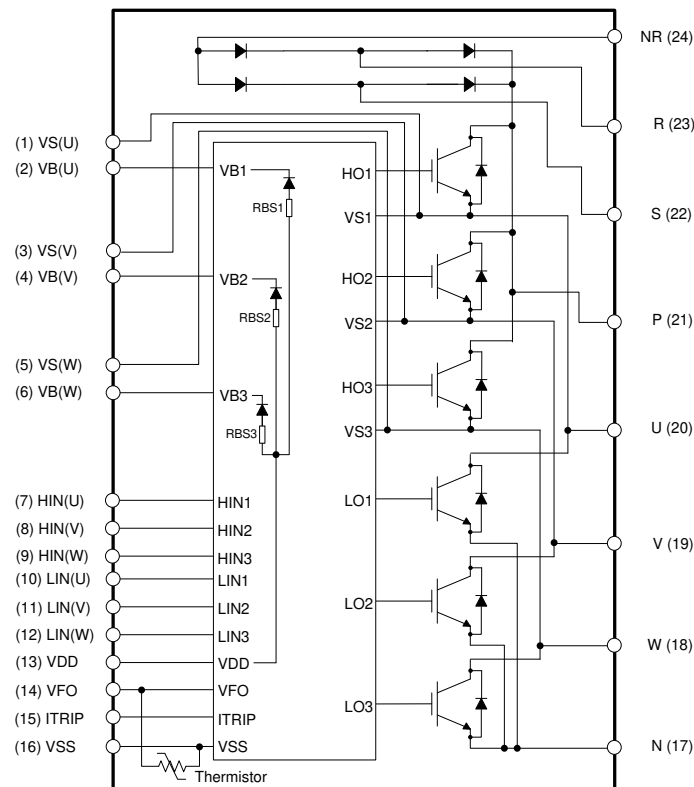 NR (24)
R (23)
(1) VS(U)
(2) VB(U)
VB1
HO1
RBS1
VS1
S (22)
(3) VS(V)
(4) VB(V)
VB2
HO2
RBS2
VS2
P (21)
(5) VS(W)
(6) VB(W)
VB3
HO3
RBS3
VS3
U (20)
(7) HIN(U)
HIN1
LO1
(8) HIN(V)
HIN2
V (19)
(9) HIN(W)
HIN3
(10) LIN(U)
LIN1
(11) LIN(V)
LIN2
LO2
(12) LIN(W)
LIN3
W (18)
(13) VDD
VDD
(14) VFO
VFO
LO3
(15) ITRIP
ITRIP
(16) VSS
VSS
N (17)
Thermistor